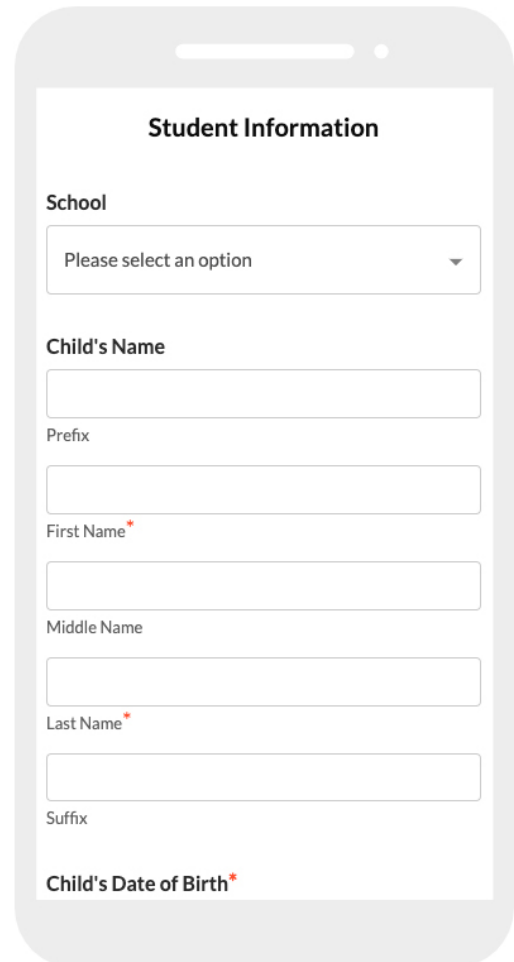 Student Information
School
Please select an option
Child's Name
Prefix
First Name*
Middle Name
Last Name*
Suffix
Child's Date of Birth*